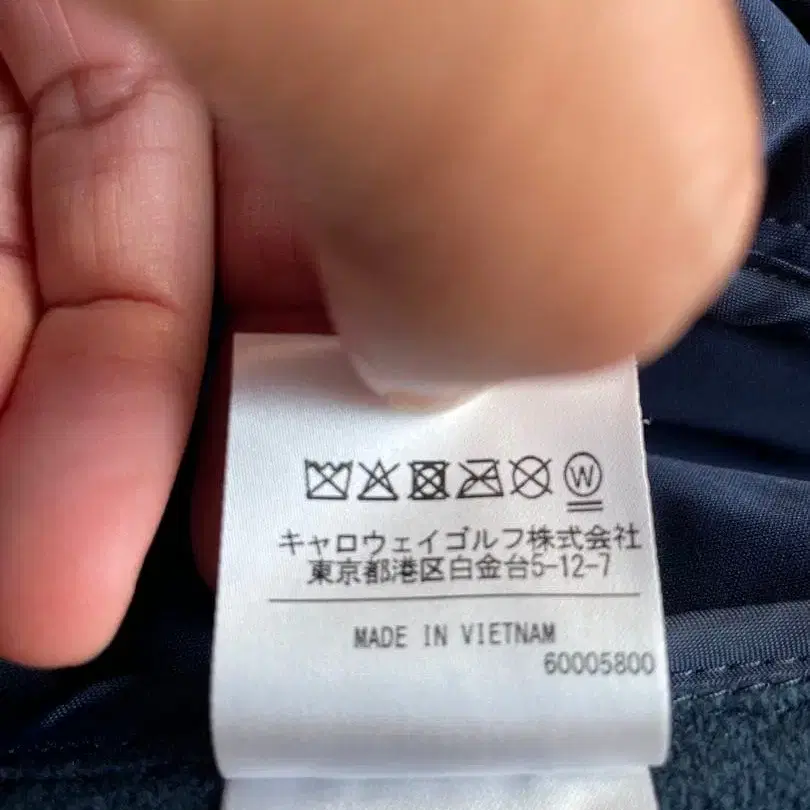 W
キャロウェイゴルフ株式会社
東京都港区白金台5-12-7
MADE IN VIETNAM
60005800